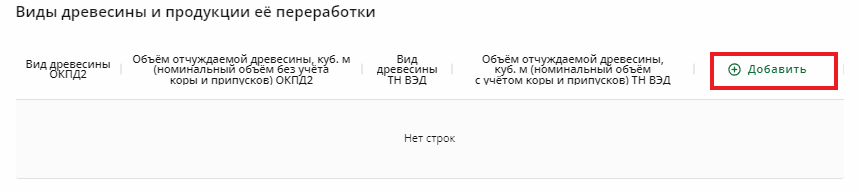 Виды древесины и продукции её переработки
Вид древесины
ОКПД2
Объём отчуждаемой древесины, куб. м
(номинальный объём без учёта
коры и припусков) ОКПД2
Вид
древесины
ТН ВЭД
Объём отчуждаемой древесины,
куб. м (номинальный объём
с учётом коры и припусков) ТН ВЭД
Добавить
Нет строк